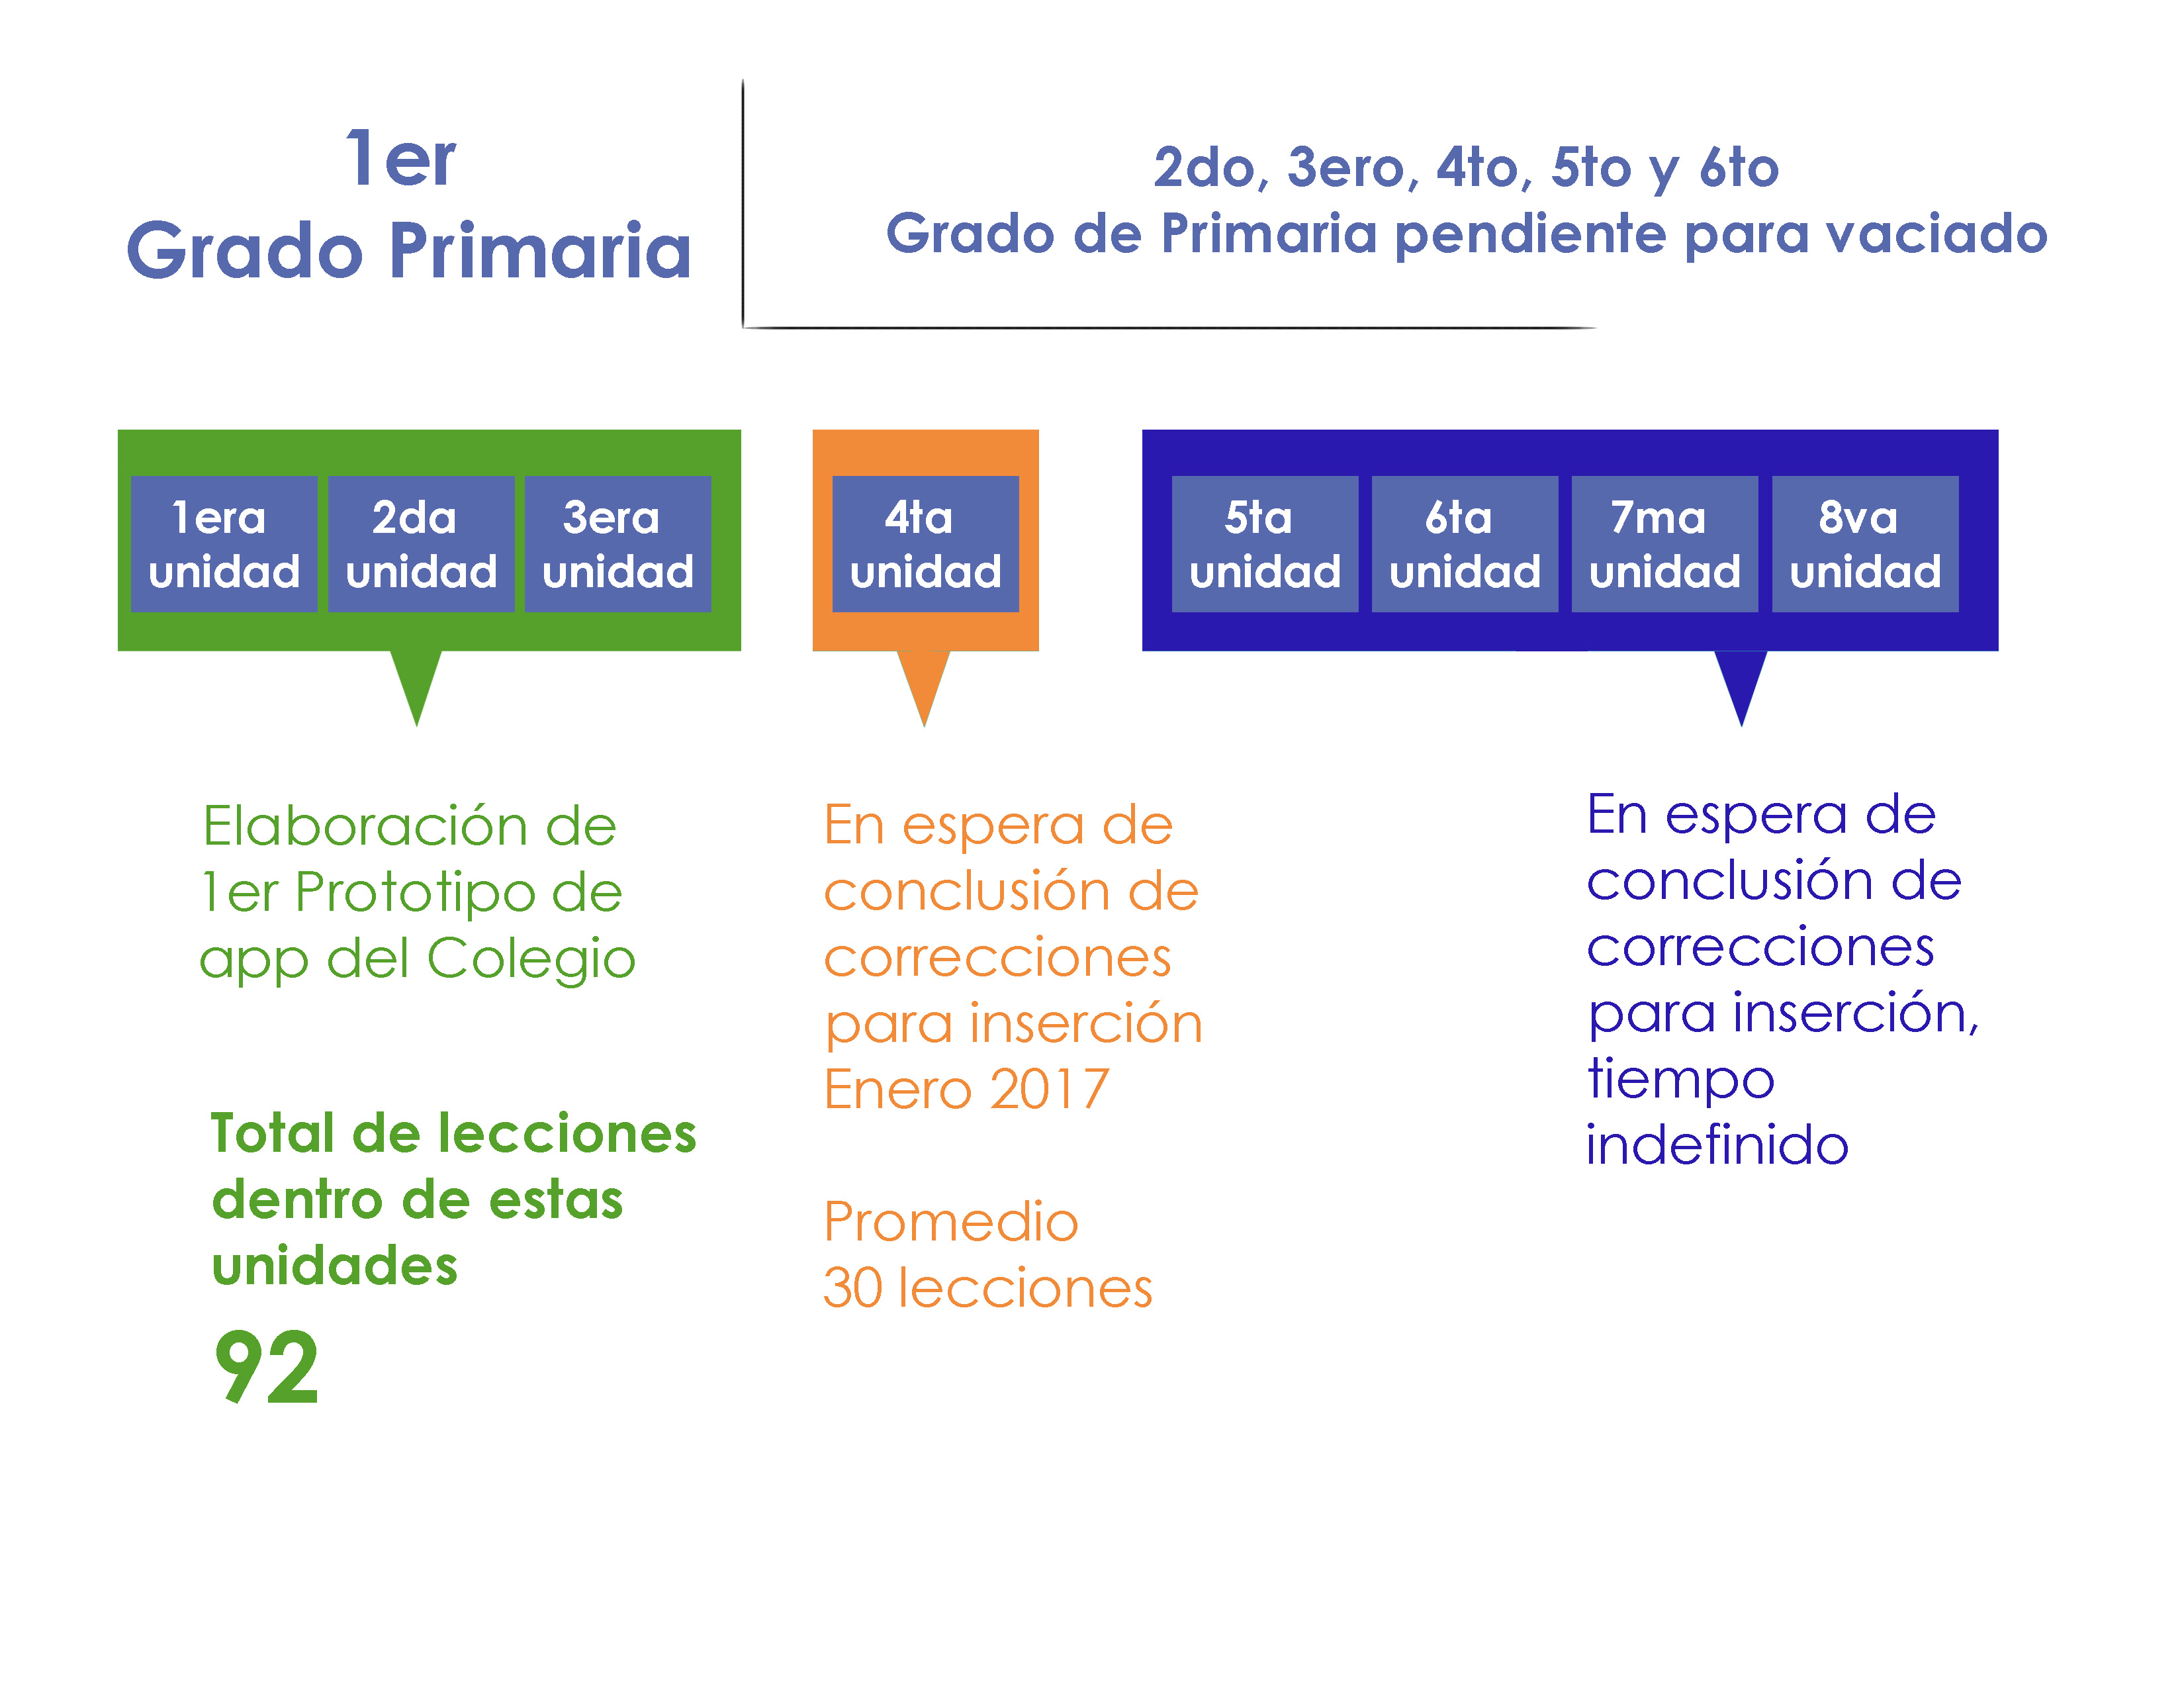 1er
Grado Primaria
2do, 3ero, 4to, 5to y 6to
Grado de Primaria pendiente para vaciado
1era
unidad
2da
unidad
3era
unidad
4ta
unidad
5ta
unidad
6ta
unidad
7ma
unidad
8va
unidad
Elaboración de
1er Prototipo de
app del Colegio
Total de lecciones
dentro de estas
unidades
92
En espera de
conclusión de
correcciones
para inserción
Enero 2017
Promedio
30 lecciones
En espera de
conclusión de
correcciones
para inserción,
tiempo
indefinido